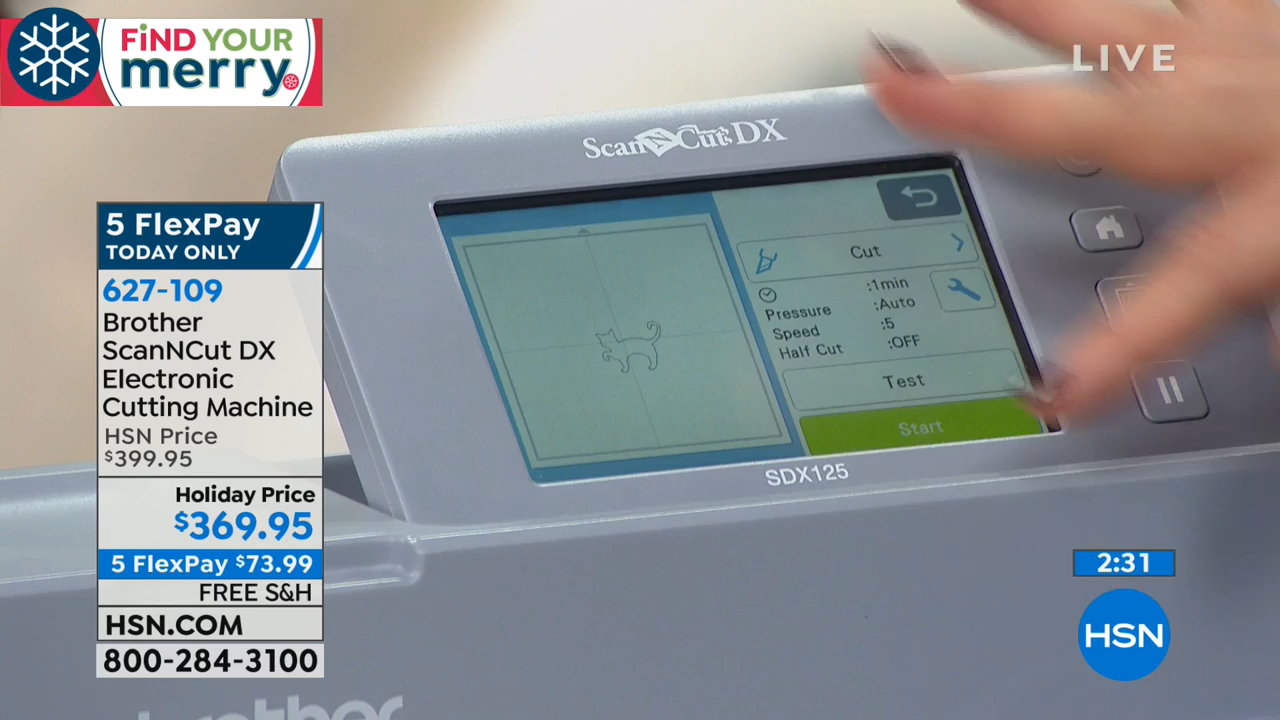 FiND YOUR
merry.
LIVE
5 FlexPay
TODAY ONLY
627-109
Brother
ScanNCut DX
Electronic
Cutting Machine
HSN Price
$399.95
Holiday Price
$369.95
5 FlexPay $73.99
FREE S&H
HSN.COM
800-284-3100
ScanNCut DX
Cut
:1min
Pressure :Auto
Speed :5
Half Cut :OFF
Test
Start
SDX125
brother
2:31
HSN